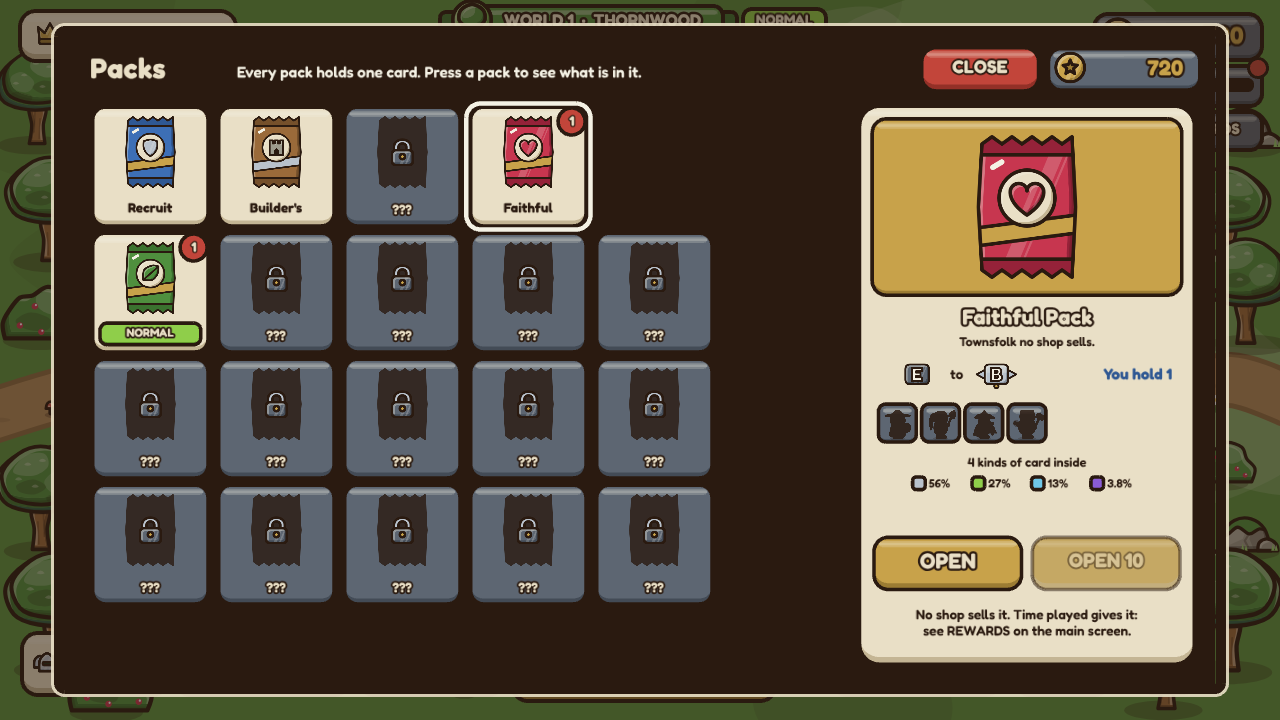 WORLD 1 · THORNWOOD
NORMAL
Packs
Every pack holds one card. Press a pack to see what is in it.
CLOSE
720
Recruit
Builder's
???
1
Faithful
1
NORMAL
???
???
???
???
???
???
???
???
???
???
???
???
???
???
Faithful Pack
Townsfolk no shop sells.
E to B
You hold 1
4 kinds of card inside
56% 27% 13% 3.8%
OPEN
OPEN 10
No shop sells it. Time played gives it:
see REWARDS on the main screen.